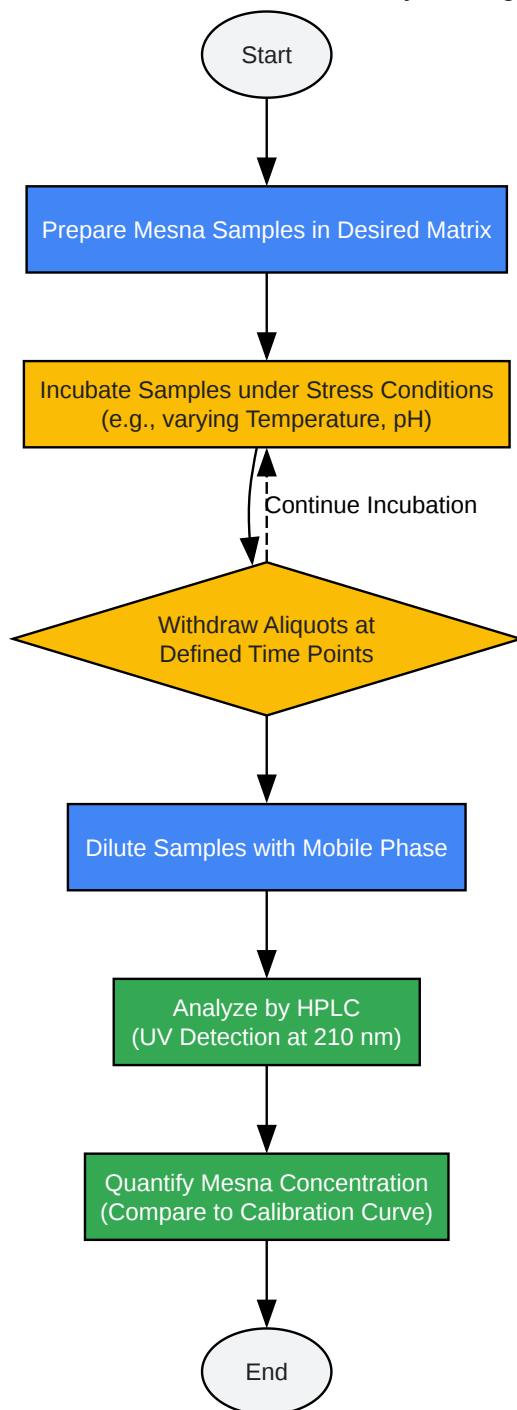 Start
Prepare Mesna Samples in Desired Matrix
Incubate Samples under Stress Conditions
(e.g., varying Temperature, pH)
Continue Incubation
Withdraw Aliquots at
Defined Time Points
Dilute Samples with Mobile Phase
Analyze by HPLC
(UV Detection at 210 nm)
Quantify Mesna Concentration
(Compare to Calibration Curve)
End